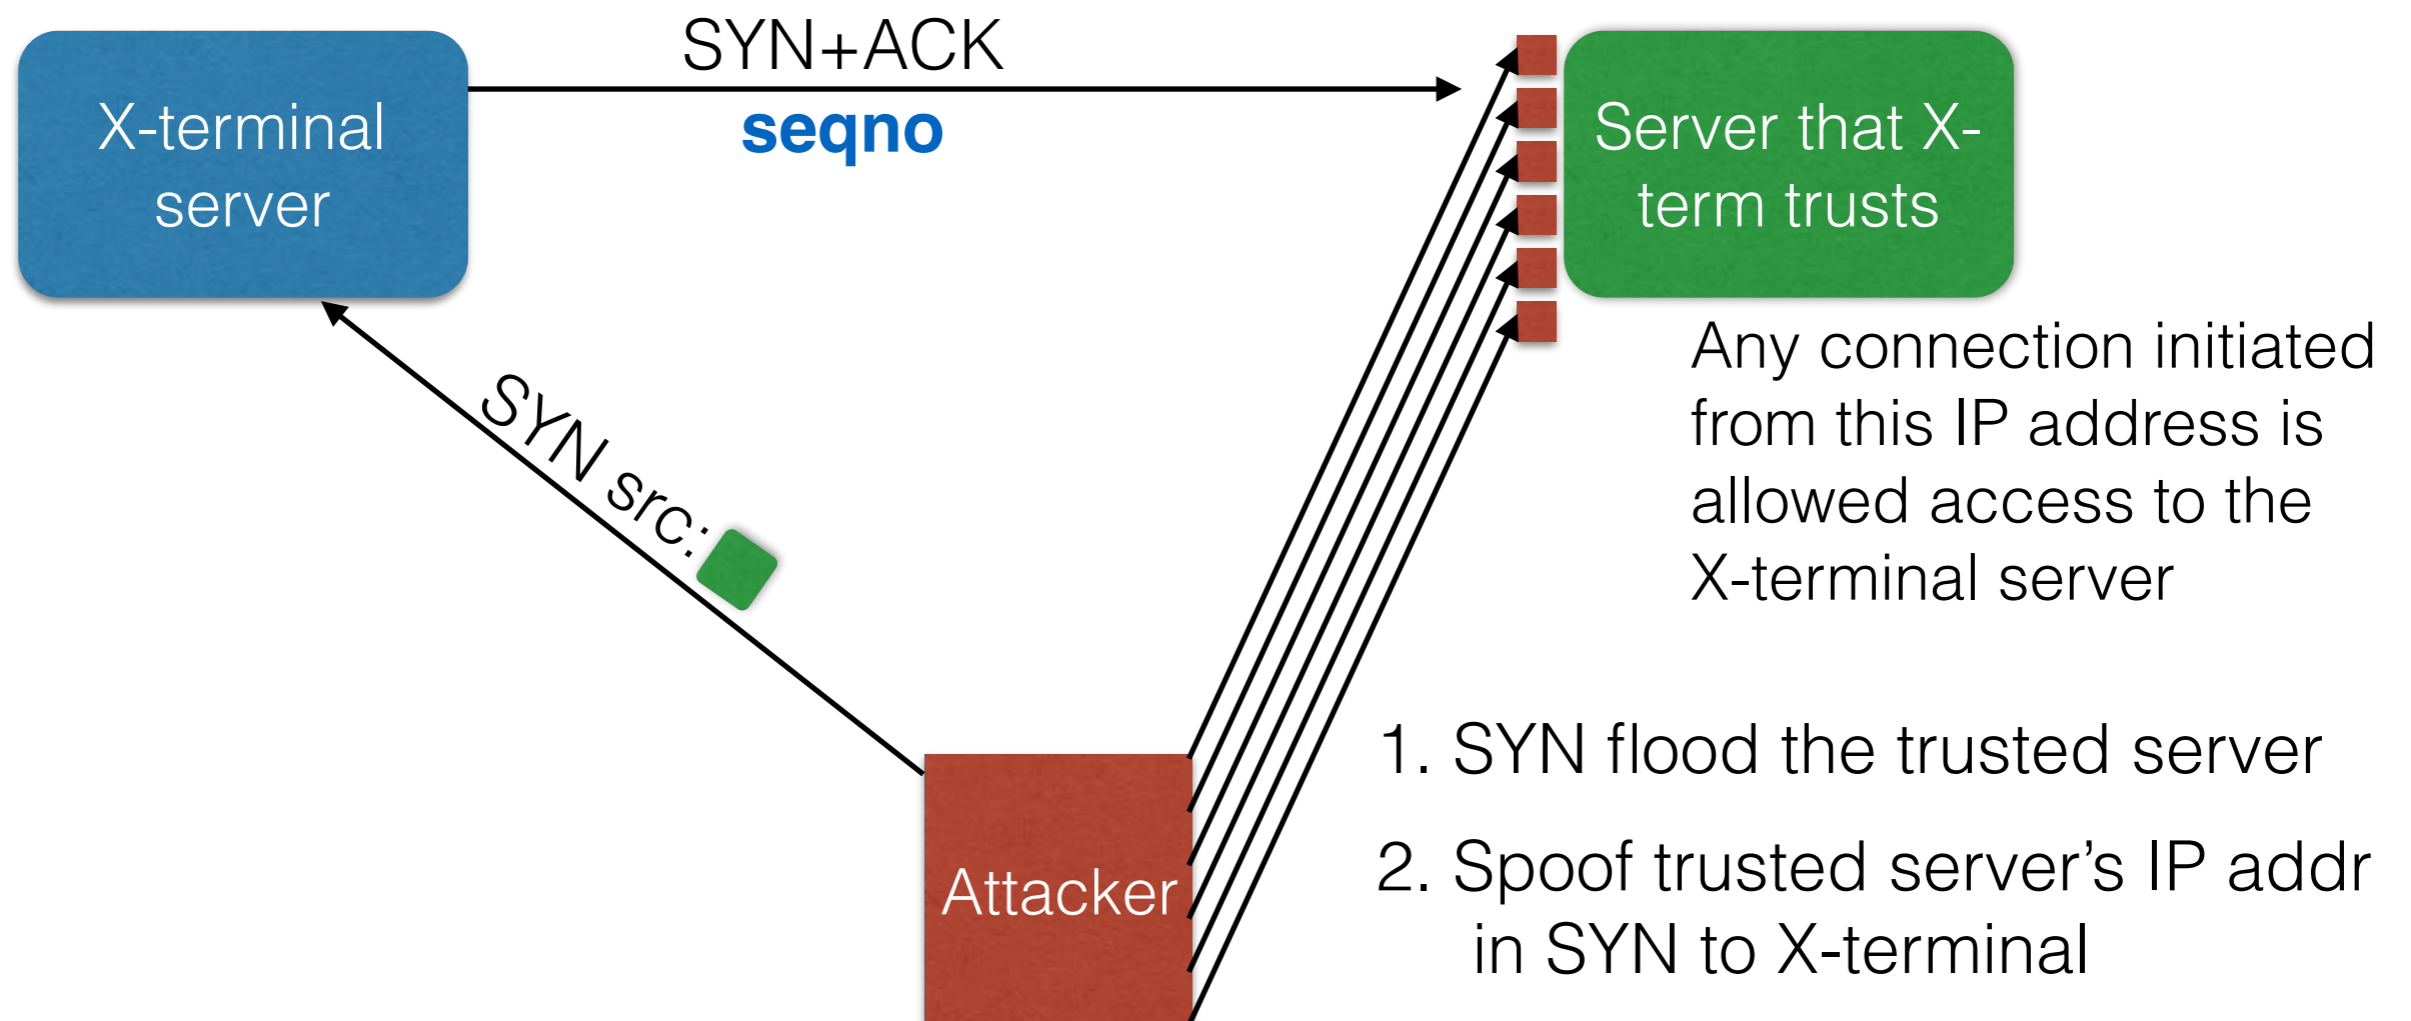 SYN+ACK
seqno
X-terminal
server
Server that X-
term trusts
SYN src:
Any connection initiated
from this IP address is
allowed access to the
X-terminal server
Attacker
1. SYN flood the trusted server
2. Spoof trusted server’s IP addr
in SYN to X-terminal